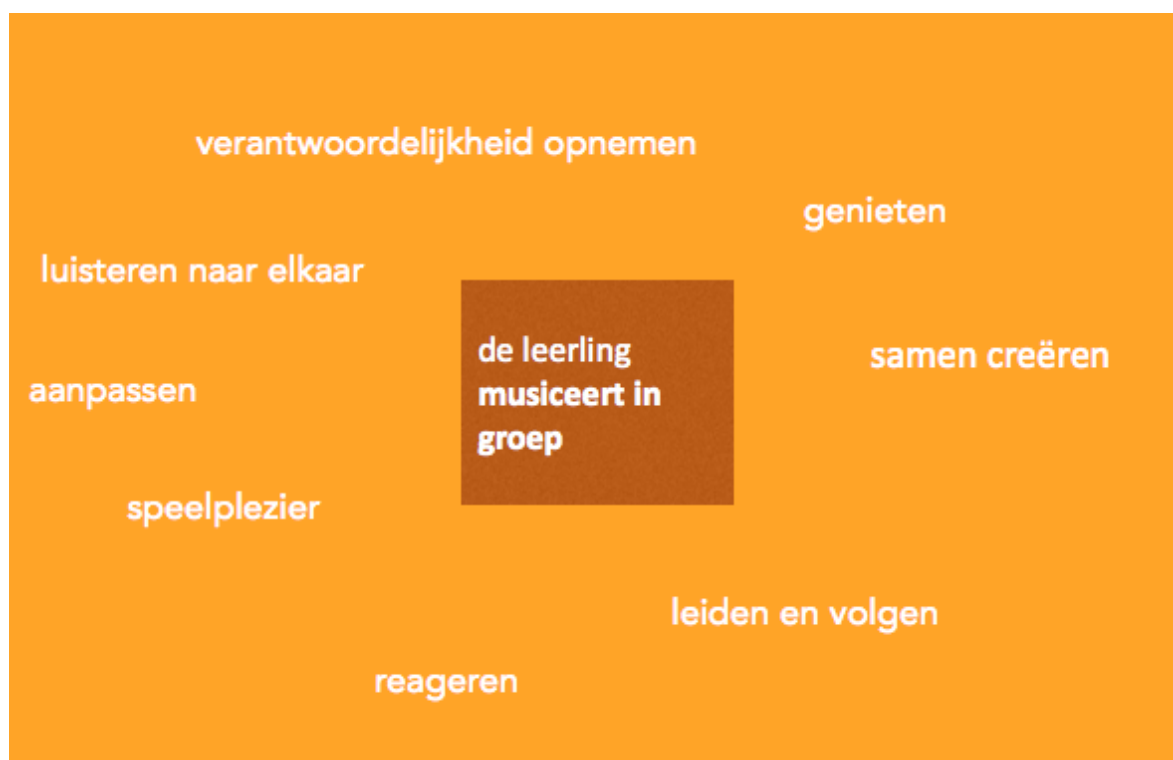 verantwoordelijkheid opnemen
genieten
luisteren naar elkaar
de leerling
musiceert in
groep
samen creëren
aanpassen
speelplezier
leiden en volgen
reageren